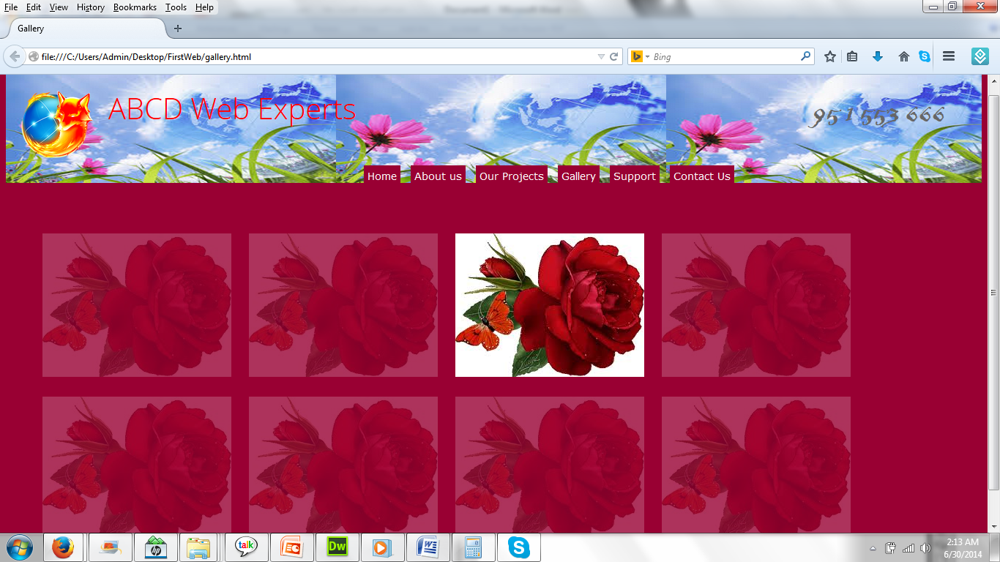 File Edit View History Bookmarks Tools Help
Gallery
file:///C:/Users/Admin/Desktop/FirstWeb/gallery.html
Bing
ABCD Web Experts
951 553 666
Home About us Our Projects Gallery Support Contact Us
talk
Dw
2:13 AM
6/30/2014